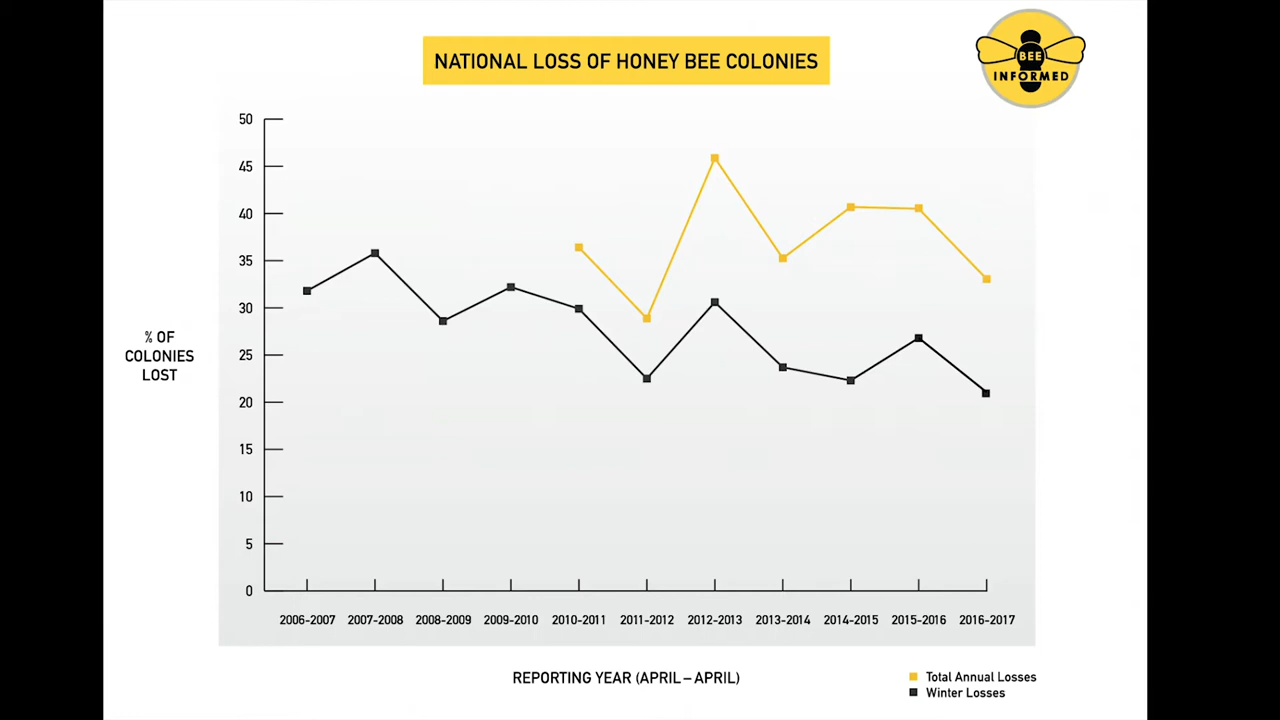 NATIONAL LOSS OF HONEY BEE COLONIES
BEE
INFORMED
50
45
40
35
30
25
20
15
10
5
0
% OF
COLONIES
LOST
2006-2007 2007-2008 2008-2009 2009-2010 2010-2011 2011-2012 2012-2013 2013-2014 2014-2015 2015-2016 2016-2017
REPORTING YEAR (APRIL – APRIL)
Total Annual Losses
Winter Losses